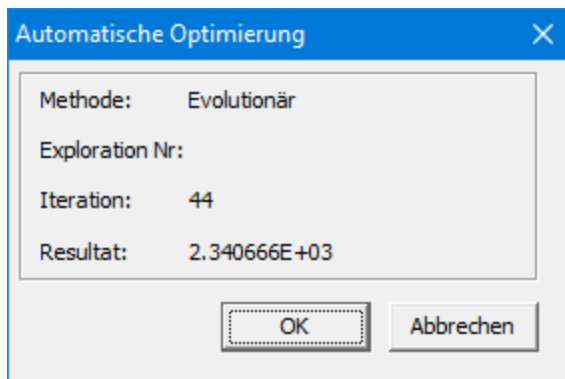 Automatische Optimierung
Methode: Evolutionär
Exploration Nr:
Iteration: 44
Resultat: 2.340666E+03
OK Abbrechen